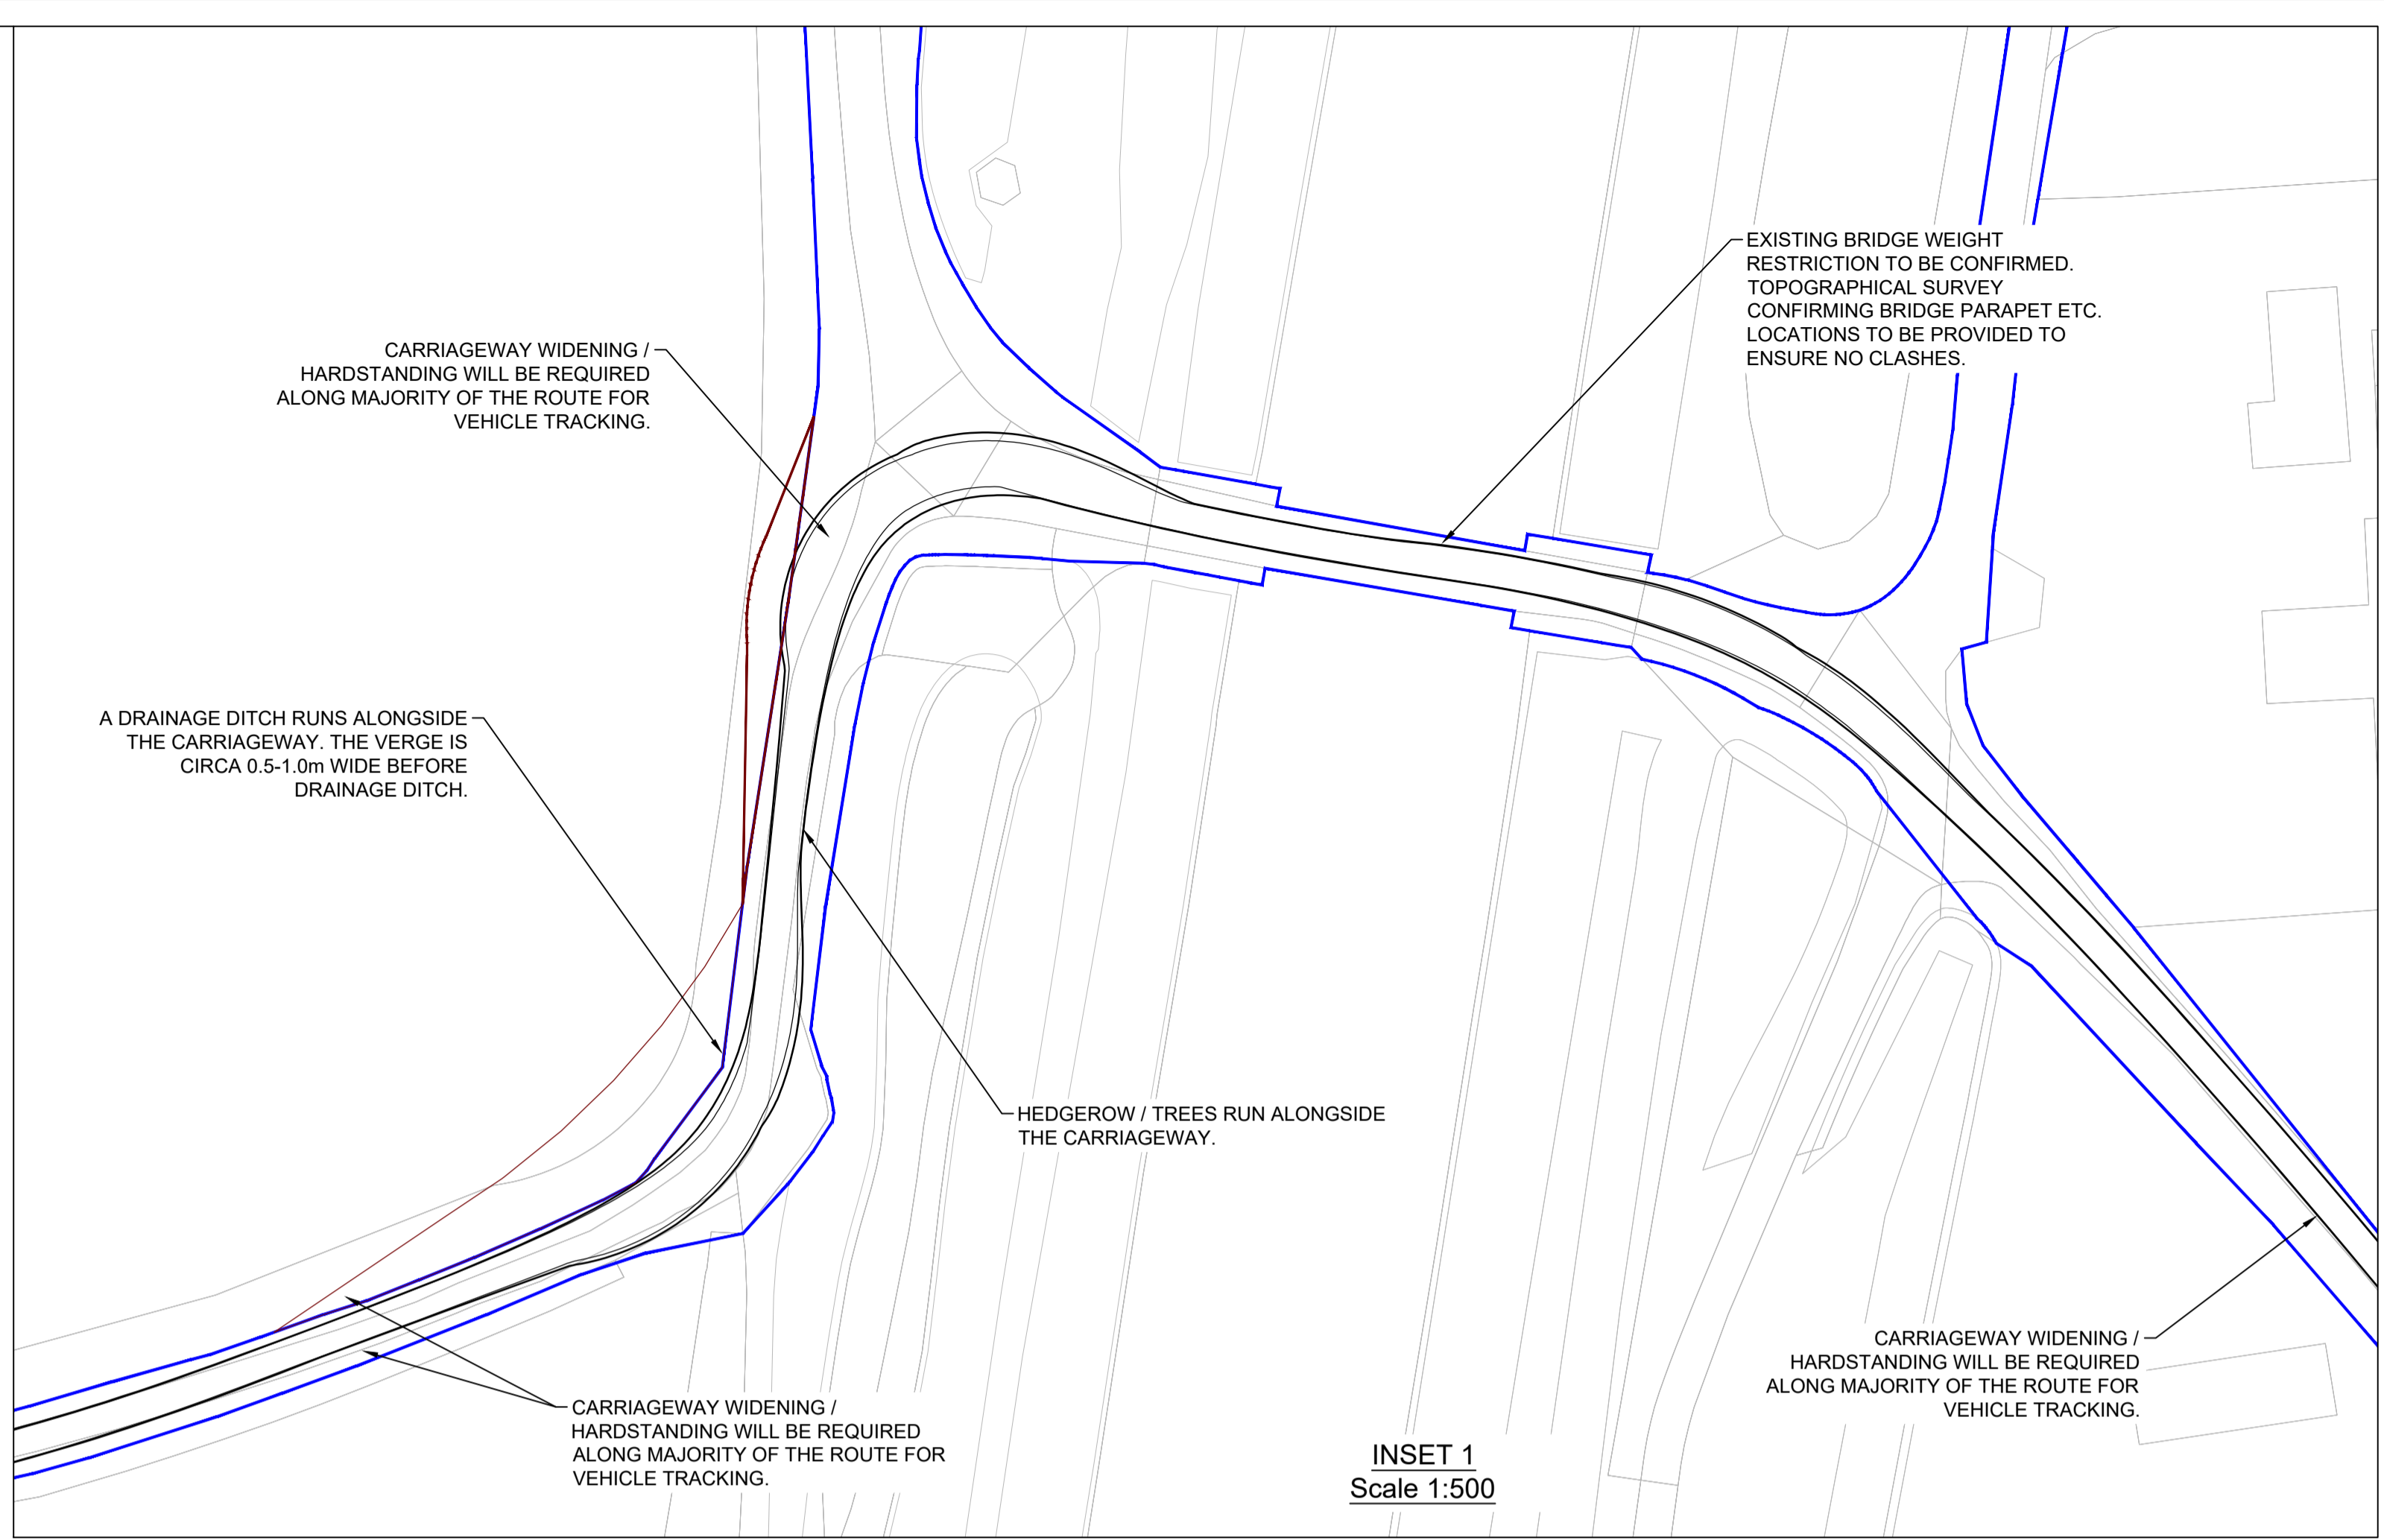 EXISTING BRIDGE WEIGHT
RESTRICTION TO BE CONFIRMED.
TOPOGRAPHICAL SURVEY
CONFIRMING BRIDGE PARAPET ETC.
LOCATIONS TO BE PROVIDED TO
ENSURE NO CLASHES.
CARRIAGEWAY WIDENING /
HARDSTANDING WILL BE REQUIRED
ALONG MAJORITY OF THE ROUTE FOR
VEHICLE TRACKING.
A DRAINAGE DITCH RUNS ALONGSIDE
THE CARRIAGEWAY. THE VERGE IS
CIRCA 0.5-1.0m WIDE BEFORE
DRAINAGE DITCH.
HEDGEROW / TREES RUN ALONGSIDE
THE CARRIAGEWAY.
CARRIAGEWAY WIDENING /
HARDSTANDING WILL BE REQUIRED
ALONG MAJORITY OF THE ROUTE FOR
VEHICLE TRACKING.
CARRIAGEWAY WIDENING /
HARDSTANDING WILL BE REQUIRED
ALONG MAJORITY OF THE ROUTE FOR
VEHICLE TRACKING.
INSET 1
Scale 1:500